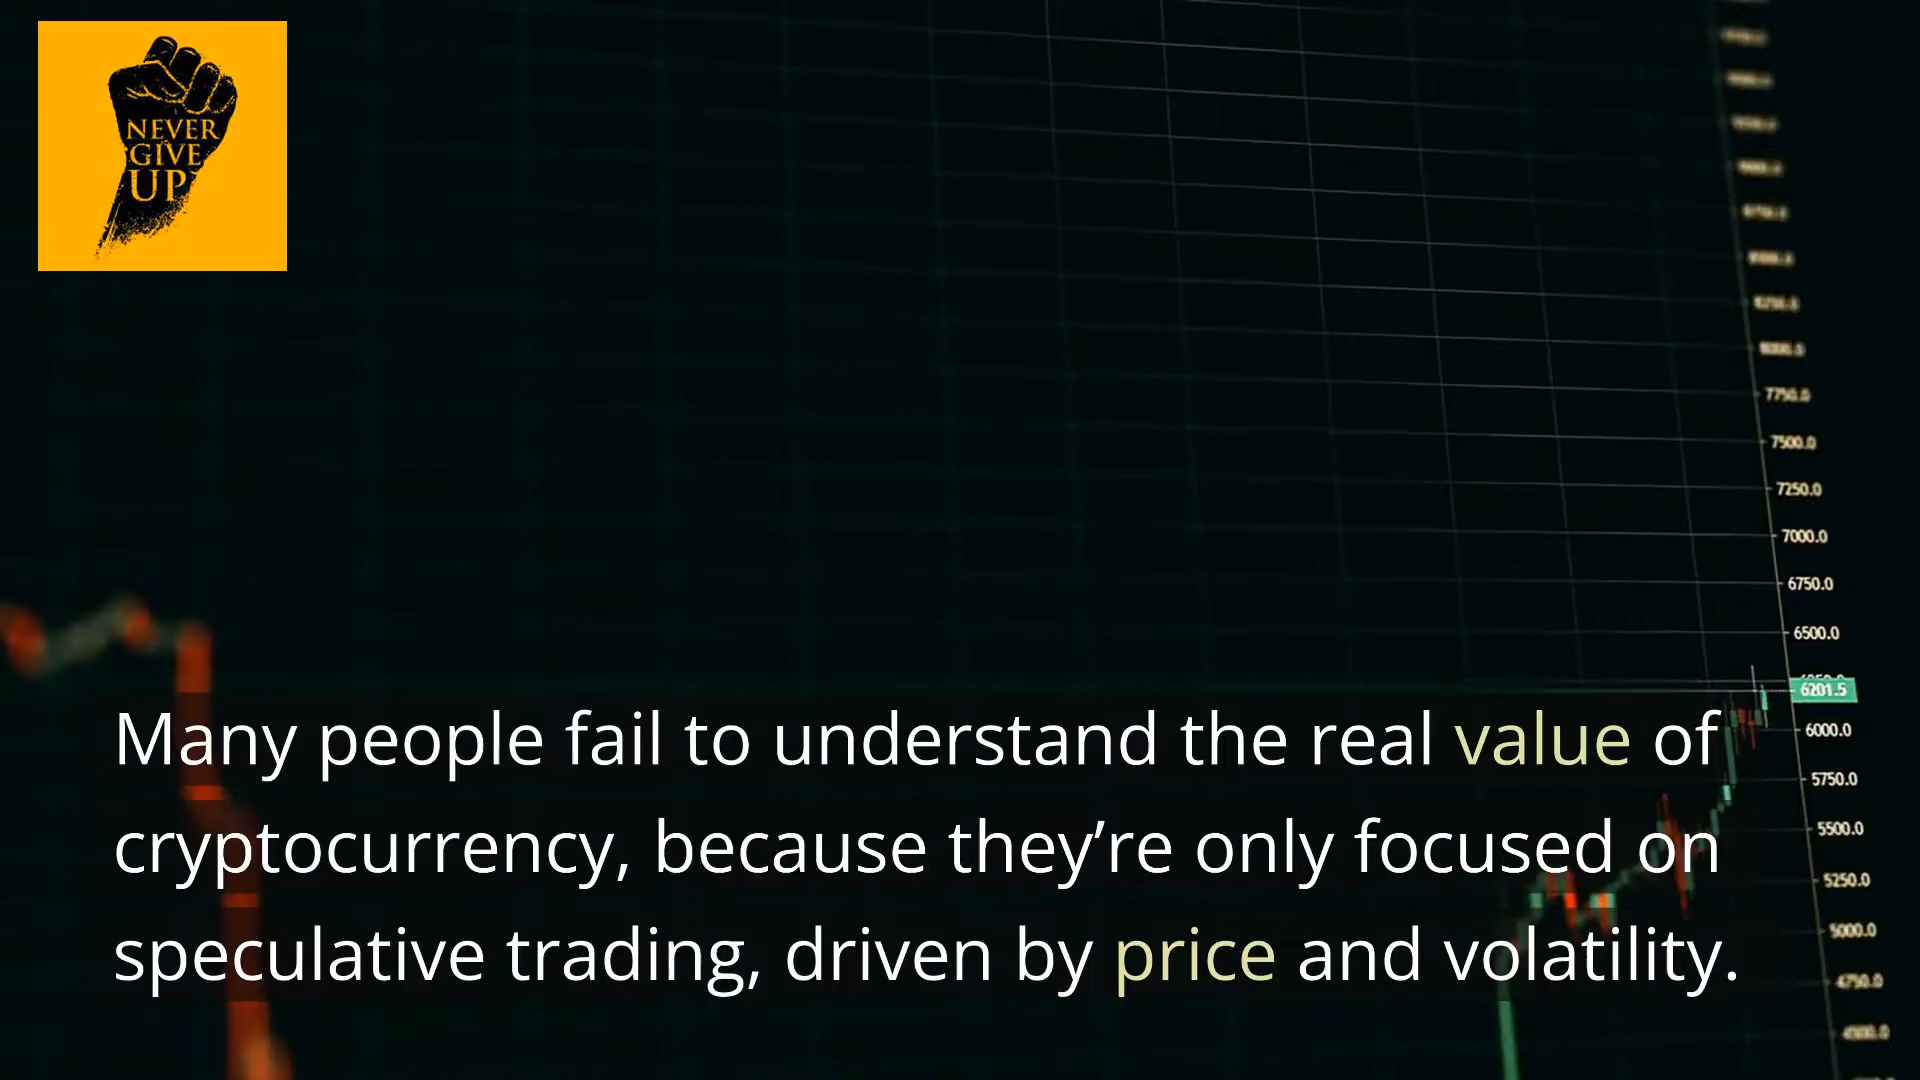 NEVER
GIVE
UP
7750.0
7500.0
7250.0
7000.0
6750.0
6500.0
6201.5
6000.0
5750.0
5500.0
5250.0
5000.0
4750.0
Many people fail to understand the real value of
cryptocurrency, because they’re only focused on
speculative trading, driven by price and volatility.